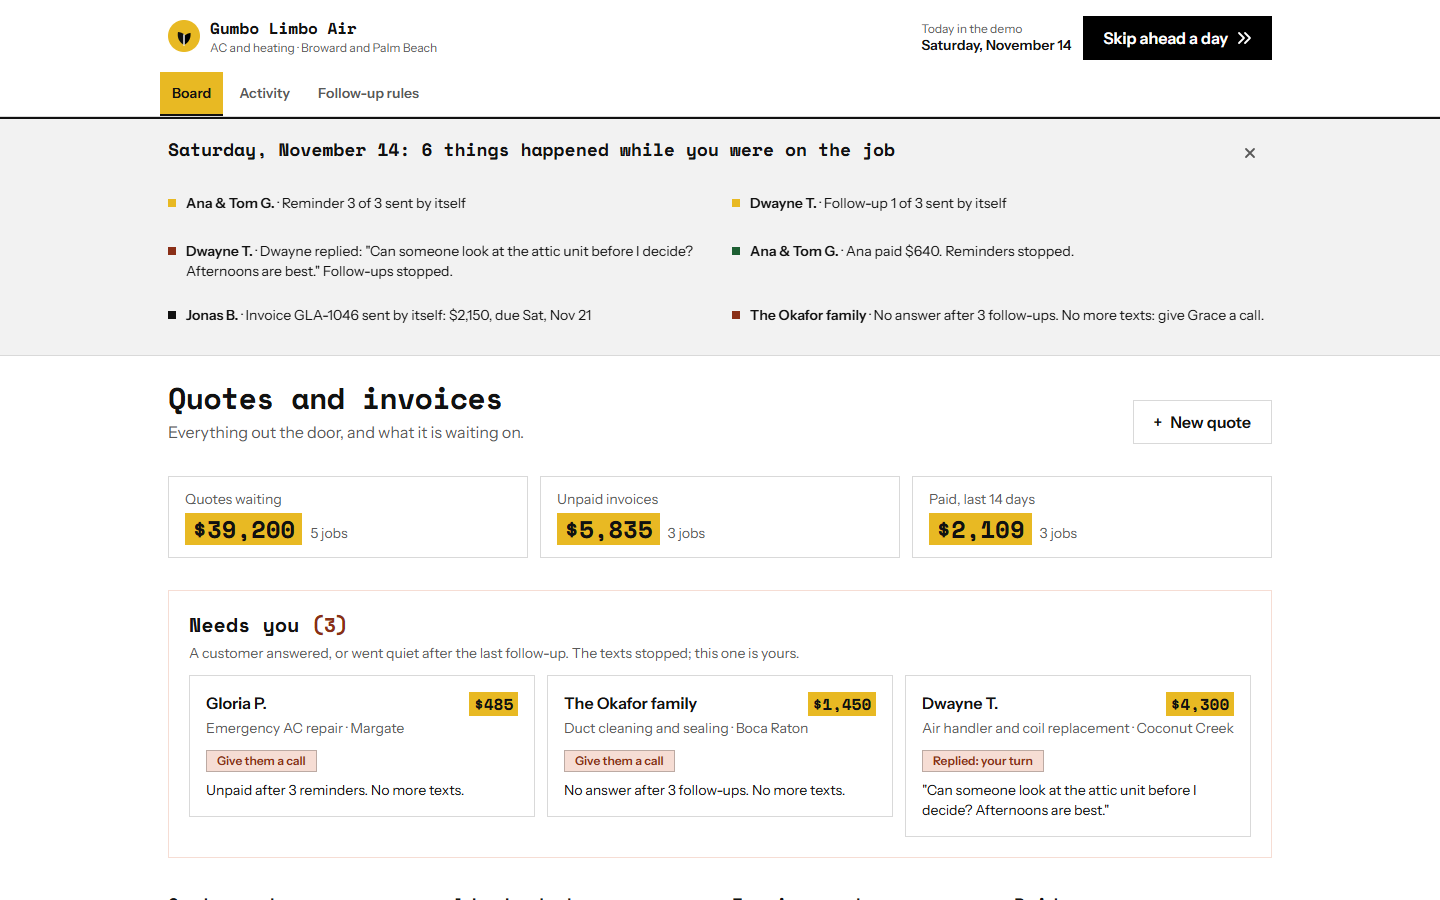 Gumbo Limbo Air
AC and heating · Broward and Palm Beach
Today in the demo
Saturday, November 14
Skip ahead a day
Board
Activity
Follow-up rules
Saturday, November 14: 6 things happened while you were on the job
Ana & Tom G. · Reminder 3 of 3 sent by itself
Dwayne T. · Follow-up 1 of 3 sent by itself
Dwayne T. · Dwayne replied: "Can someone look at the attic unit before I decide?
Afternoons are best." Follow-ups stopped.
Ana & Tom G. · Ana paid $640. Reminders stopped.
Jonas B. · Invoice GLA-1046 sent by itself: $2,150, due Sat, Nov 21
The Okafor family · No answer after 3 follow-ups. No more texts: give Grace a call.
Quotes and invoices
Everything out the door, and what it is waiting on.
+ New quote
Quotes waiting
$39,200 5 jobs
Unpaid invoices
$5,835 3 jobs
Paid, last 14 days
$2,109 3 jobs
Needs you (3)
A customer answered, or went quiet after the last follow-up. The texts stopped; this one is yours.
Gloria P. $485
Emergency AC repair · Margate
Give them a call
Unpaid after 3 reminders. No more texts.
The Okafor family $1,450
Duct cleaning and sealing · Boca Raton
Give them a call
No answer after 3 follow-ups. No more texts.
Dwayne T. $4,300
Air handler and coil replacement · Coconut Creek
Replied: your turn
"Can someone look at the attic unit before I
decide? Afternoons are best."